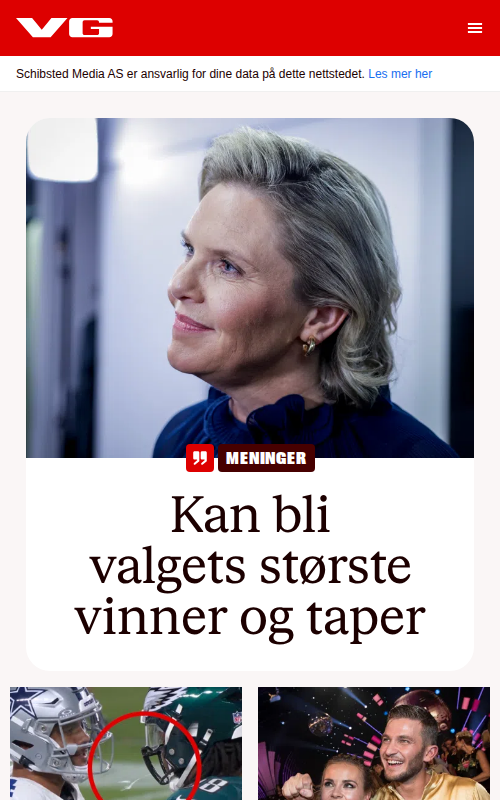 VG
Schibsted Media AS er ansvarlig for dine data på dette nettstedet. Les mer her
MENINGER
Kan bli
valgets største
vinner og taper